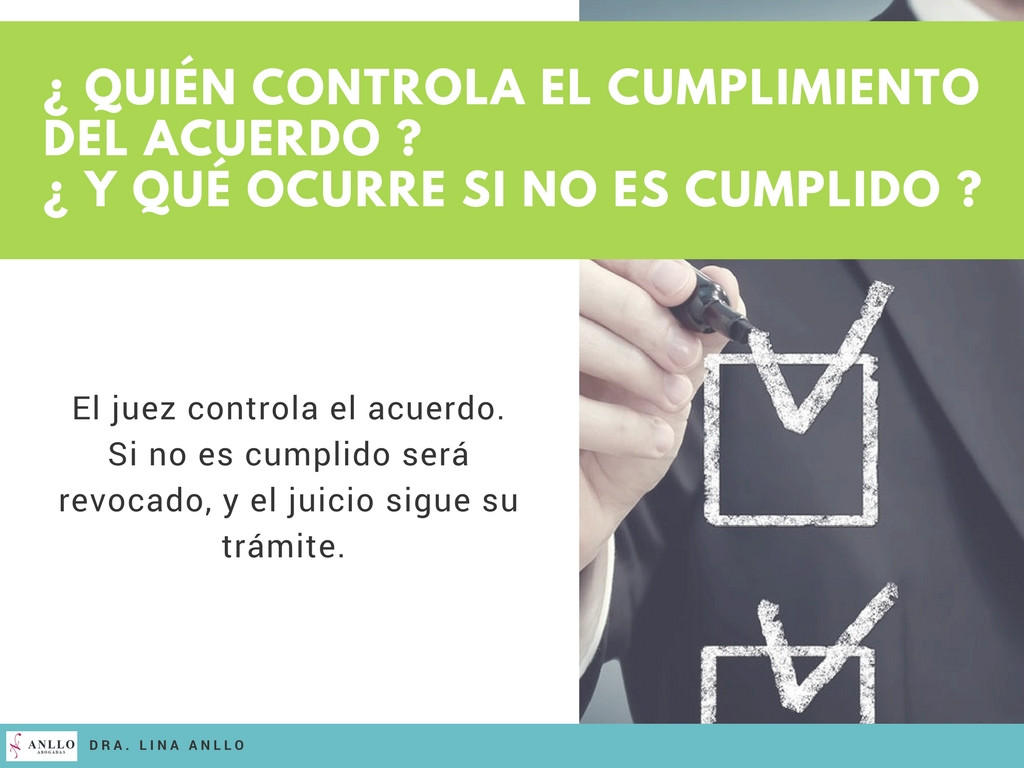 ¿ QUIÉN CONTROLA EL CUMPLIMIENTO
DEL ACUERDO ?
¿ Y QUÉ OCURRE SI NO ES CUMPLIDO ?
El juez controla el acuerdo.
Si no es cumplido será
revocado, y el juicio sigue su
trámite.
ANLLO
ABOGADAS
DRA. LINA ANLLO